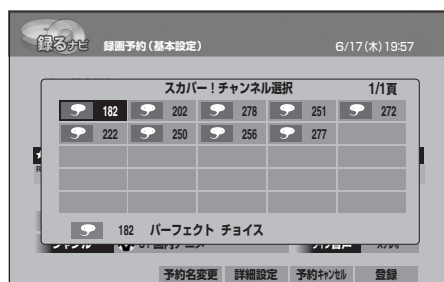 録るナビ 録画予約（基本設定） 6/17(木)19:57
スカパー！チャンネル選択 1/1頁
182 202 278 251 272
222 250 256 277
182 パーフェクト チョイス
予約名変更 詳細設定 予約ｷｬﾝｾﾙ 登録